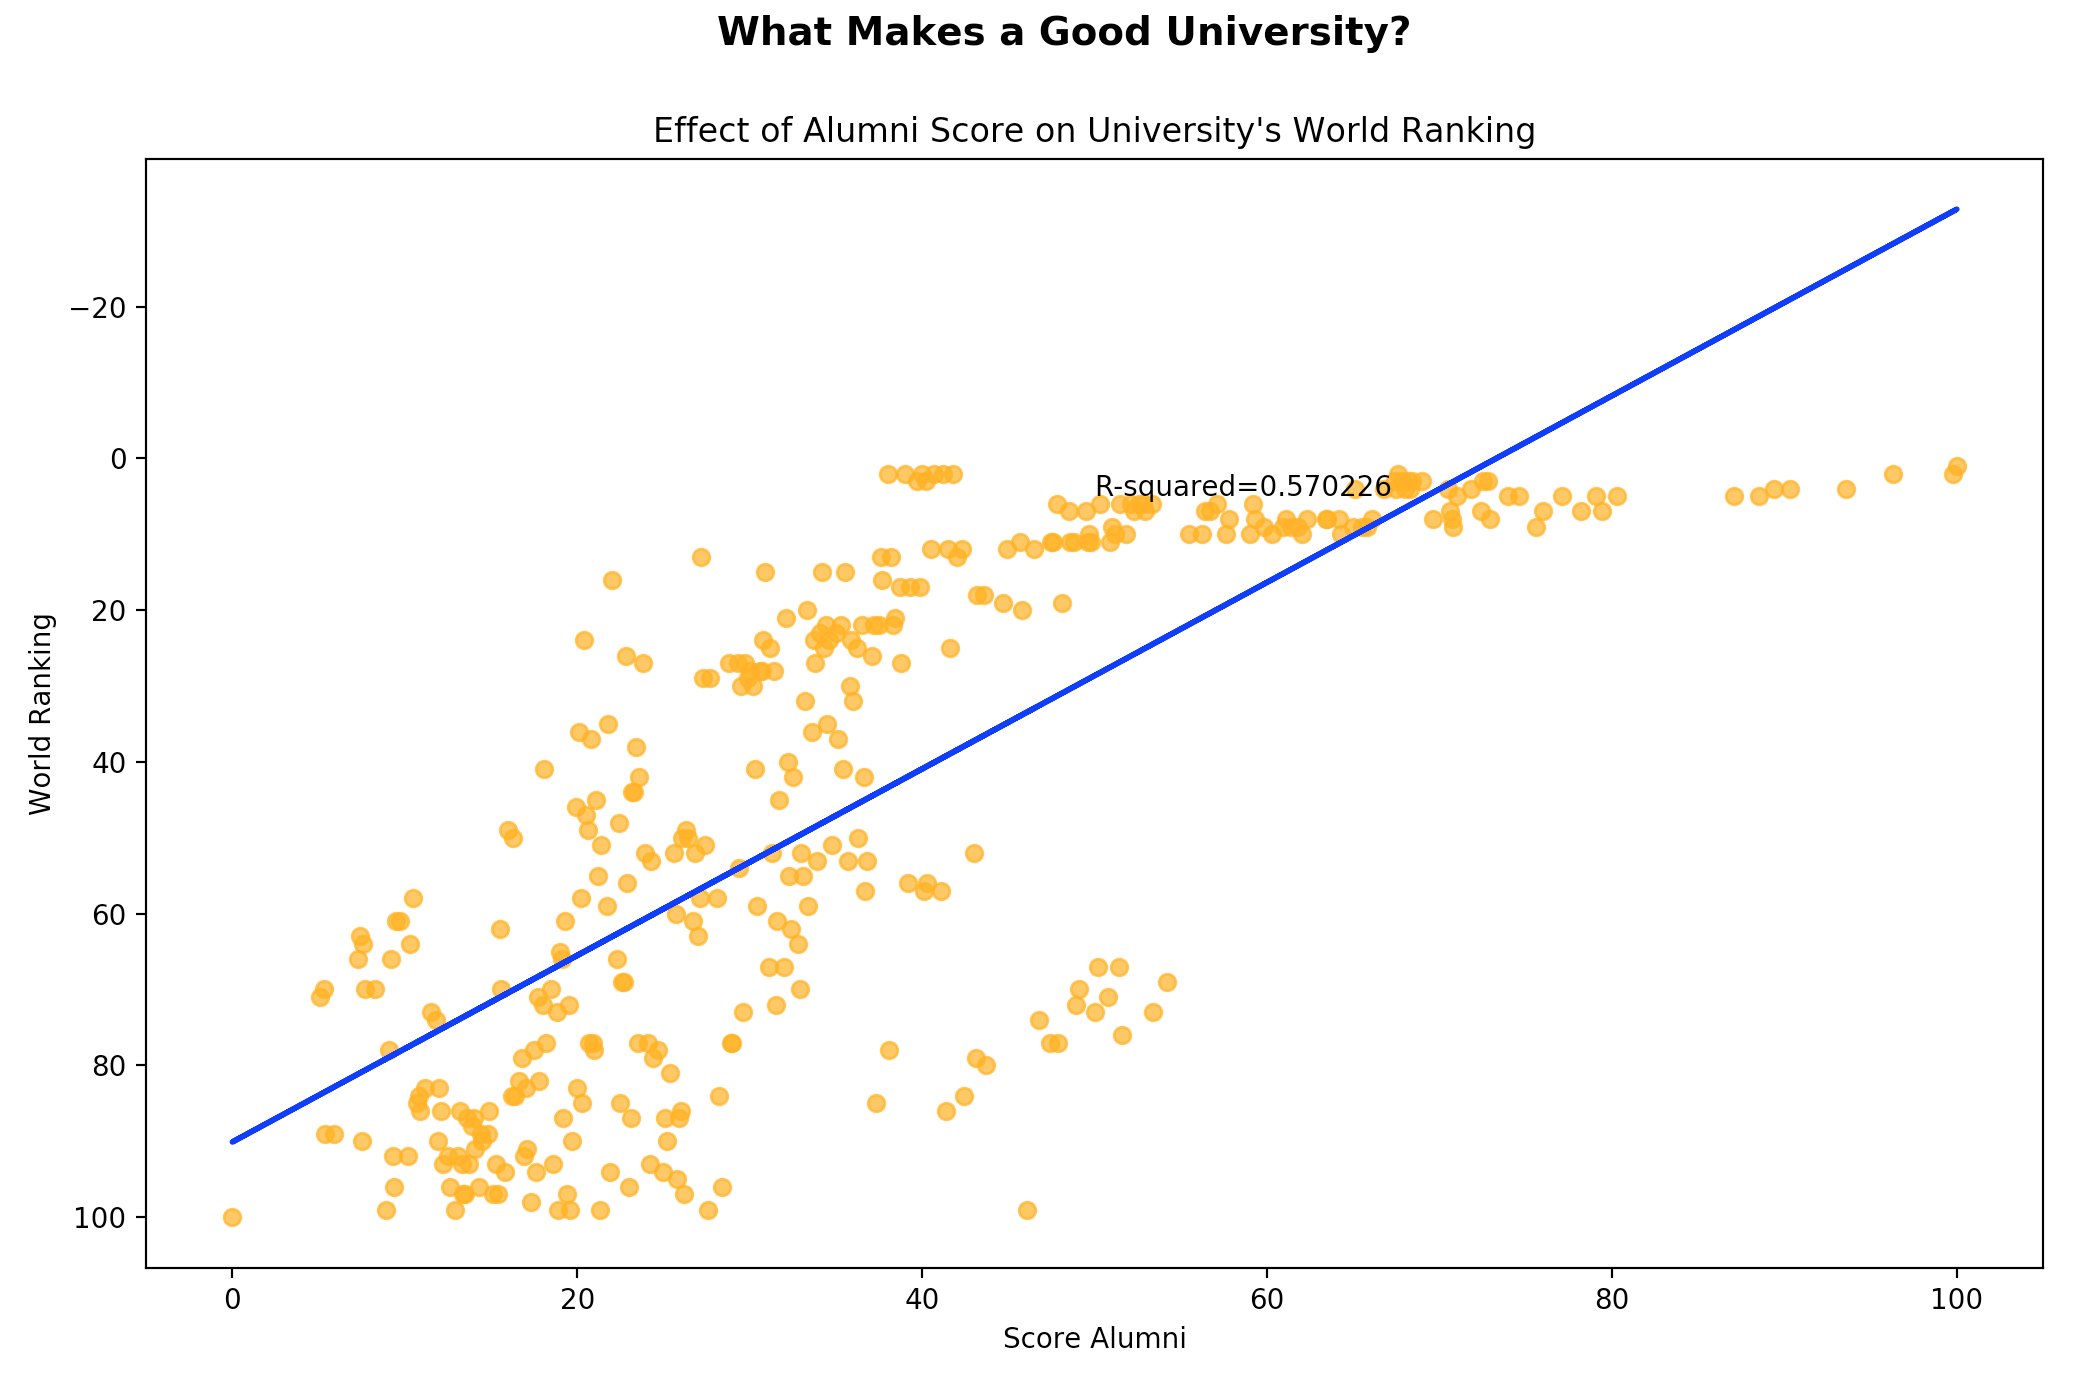 What Makes a Good University?
Effect of Alumni Score on University's World Ranking
World Ranking
−20
0
20
40
60
80
100
R-squared=0.570226
0
20
40
60
80
100
Score Alumni